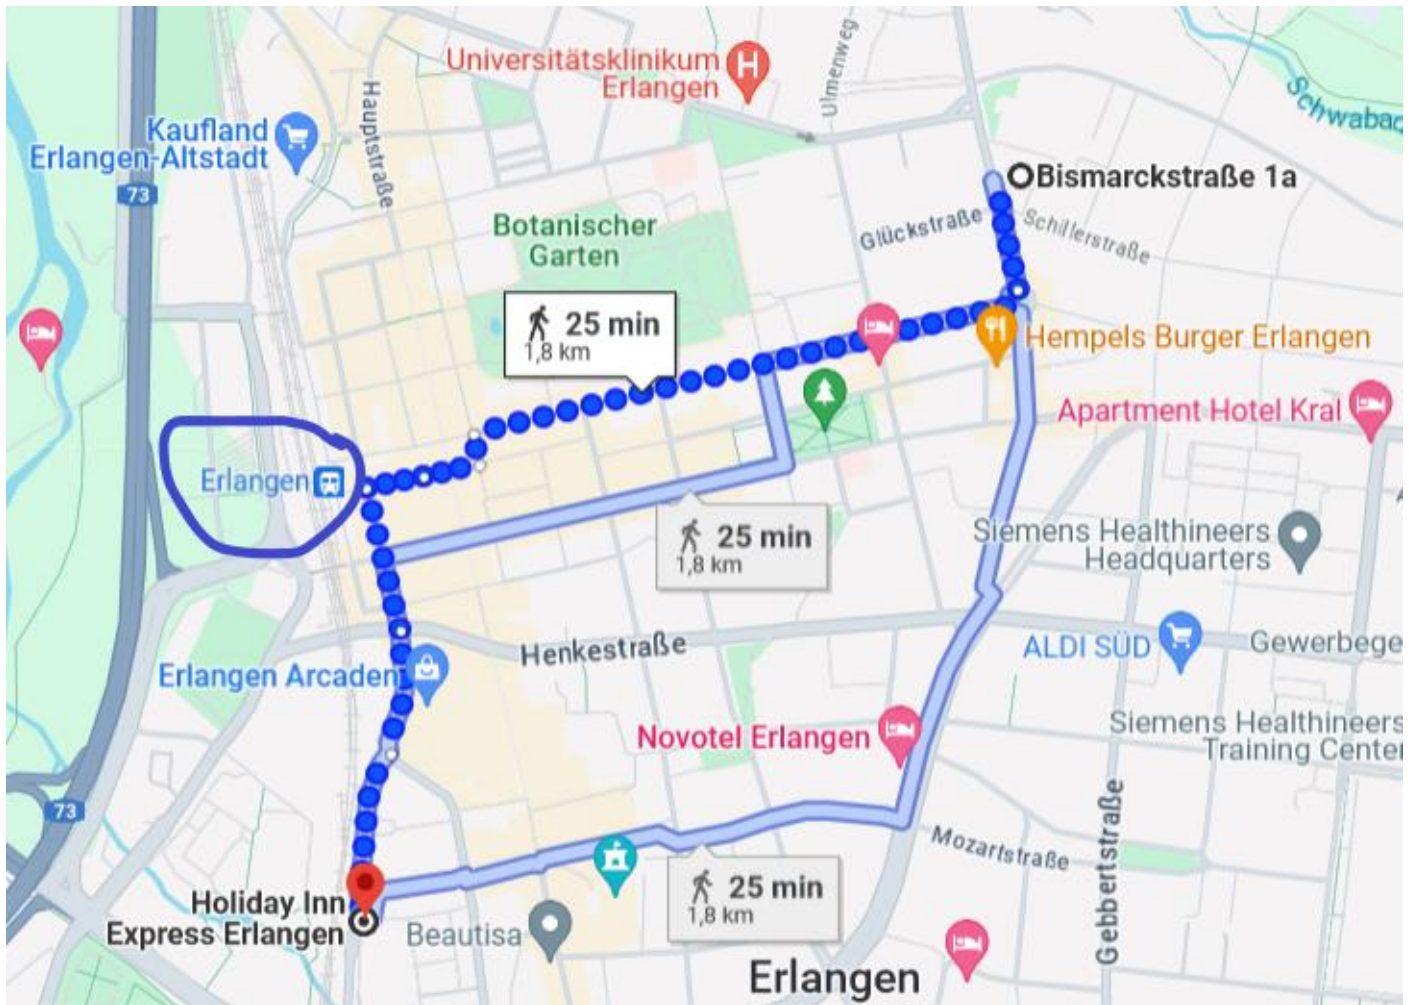 Universitätsklinikum
Erlangen
Ulmenweg
Schwabac
Hauptstraße
Kaufland
Erlangen-Altstadt
73
Bismarckstraße 1a
Glückstraße
Schillerstraße
Botanischer
Garten
25 min
1,8 km
Hempels Burger Erlangen
Apartment Hotel Kral
Erlangen
25 min
1,8 km
Siemens Healthineers
Headquarters
Henkestraße
ALDI SÜD
Gewerbege
Erlangen Arcaden
Novotel Erlangen
Siemens Healthineers
Training Center
73
Mozartstraße
Gebbertstraße
25 min
1,8 km
Holiday Inn
Express Erlangen
Beautisa
Erlangen